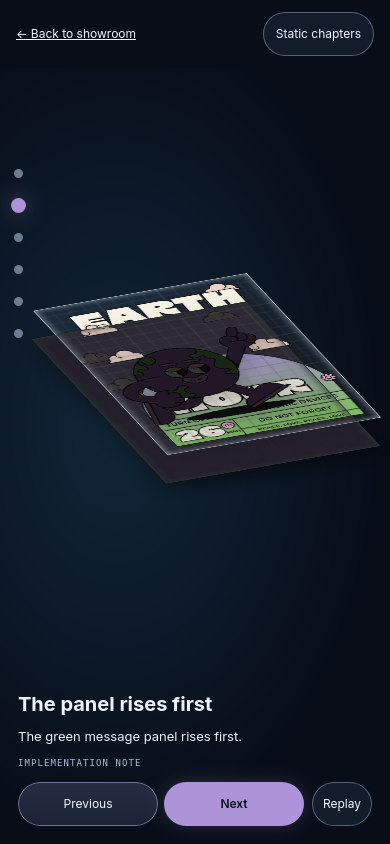 ← Back to showroom
Static chapters
EARTH
DO NOT FORGET
26
The panel rises first
The green message panel rises first.
IMPLEMENTATION NOTE
Previous
Next
Replay